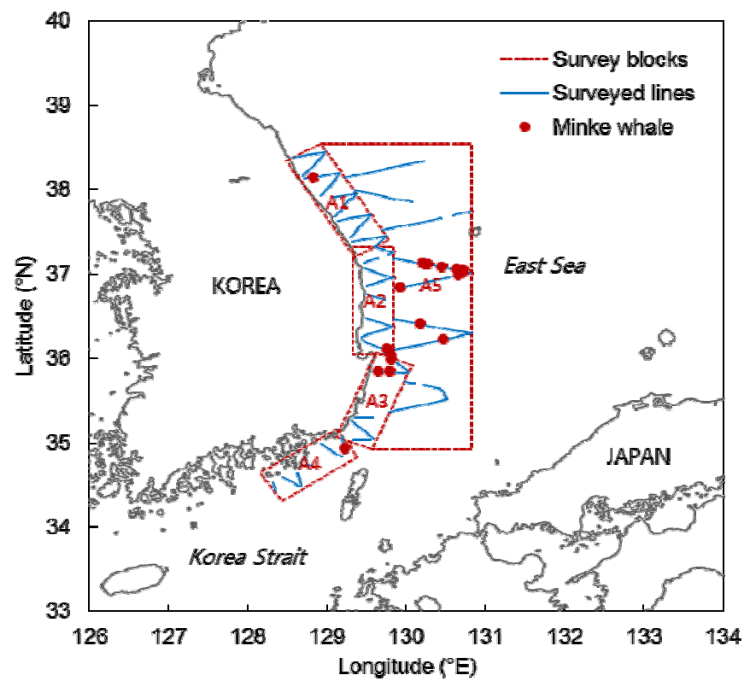 40
39
38
37
36
35
34
33
Latitude (°N)
Survey blocks
Surveyed lines
Minke whale
A1
KOREA
East Sea
A2
A5
A3
A4
JAPAN
Korea Strait
126
127
128
129
130
131
132
133
134
Longitude (°E)